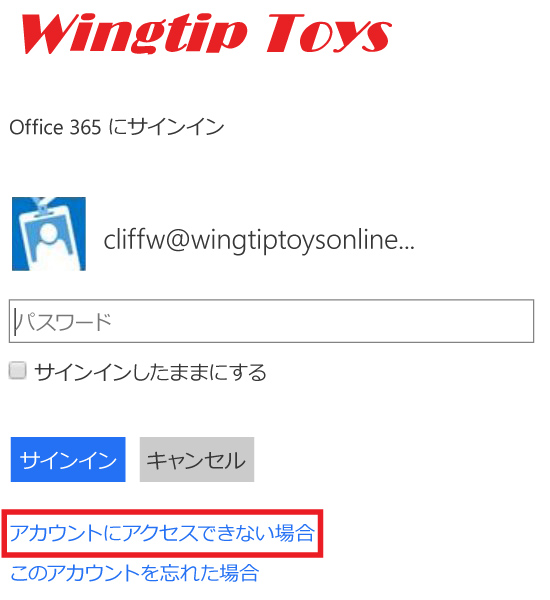 Wingtip Toys
Office 365 にサインイン
cliffw@wingtiptoysonline...
パスワード
サインインしたままにする
サインイン
キャンセル
アカウントにアクセスできない場合
このアカウントを忘れた場合